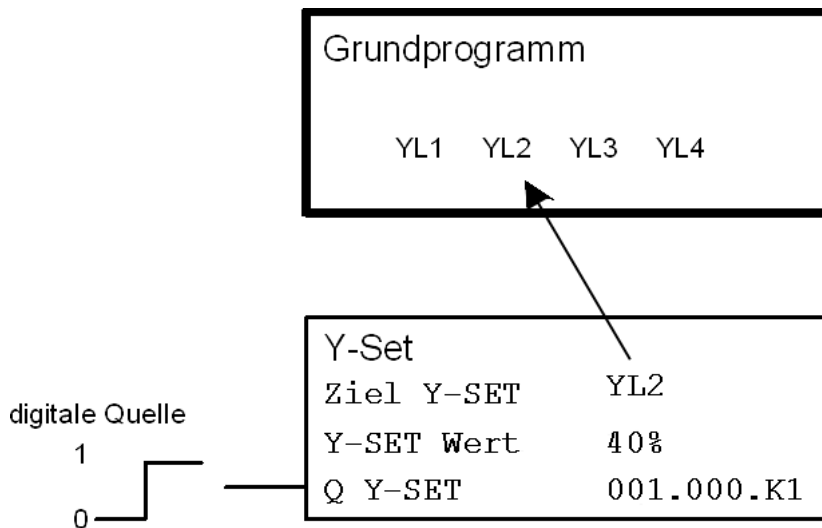 Grundprogramm
YL1 YL2 YL3 YL4
Y-Set
Ziel Y-SET YL2
digitale Quelle
Y-SET Wert 40%
1
Q Y-SET 001.000.K1
0